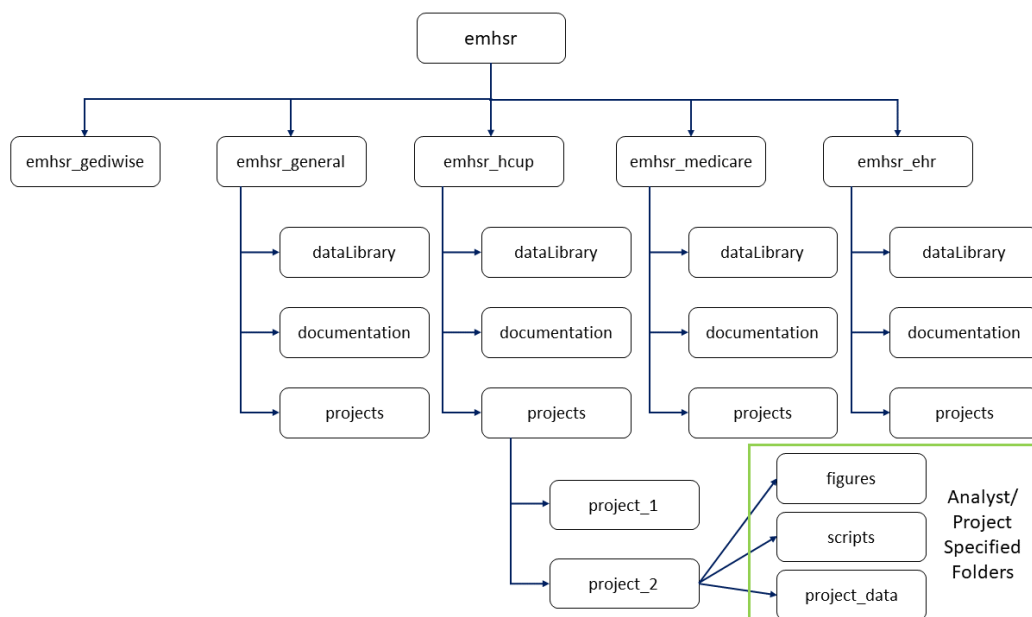 emhsr
emhsr_gediwise
emhsr_general
emhsr_hcup
emhsr_medicare
emhsr_ehr
dataLibrary
dataLibrary
dataLibrary
dataLibrary
documentation
documentation
documentation
documentation
projects
projects
projects
projects
project_1
project_2
figures
scripts
project_data
Analyst/
Project
Specified
Folders